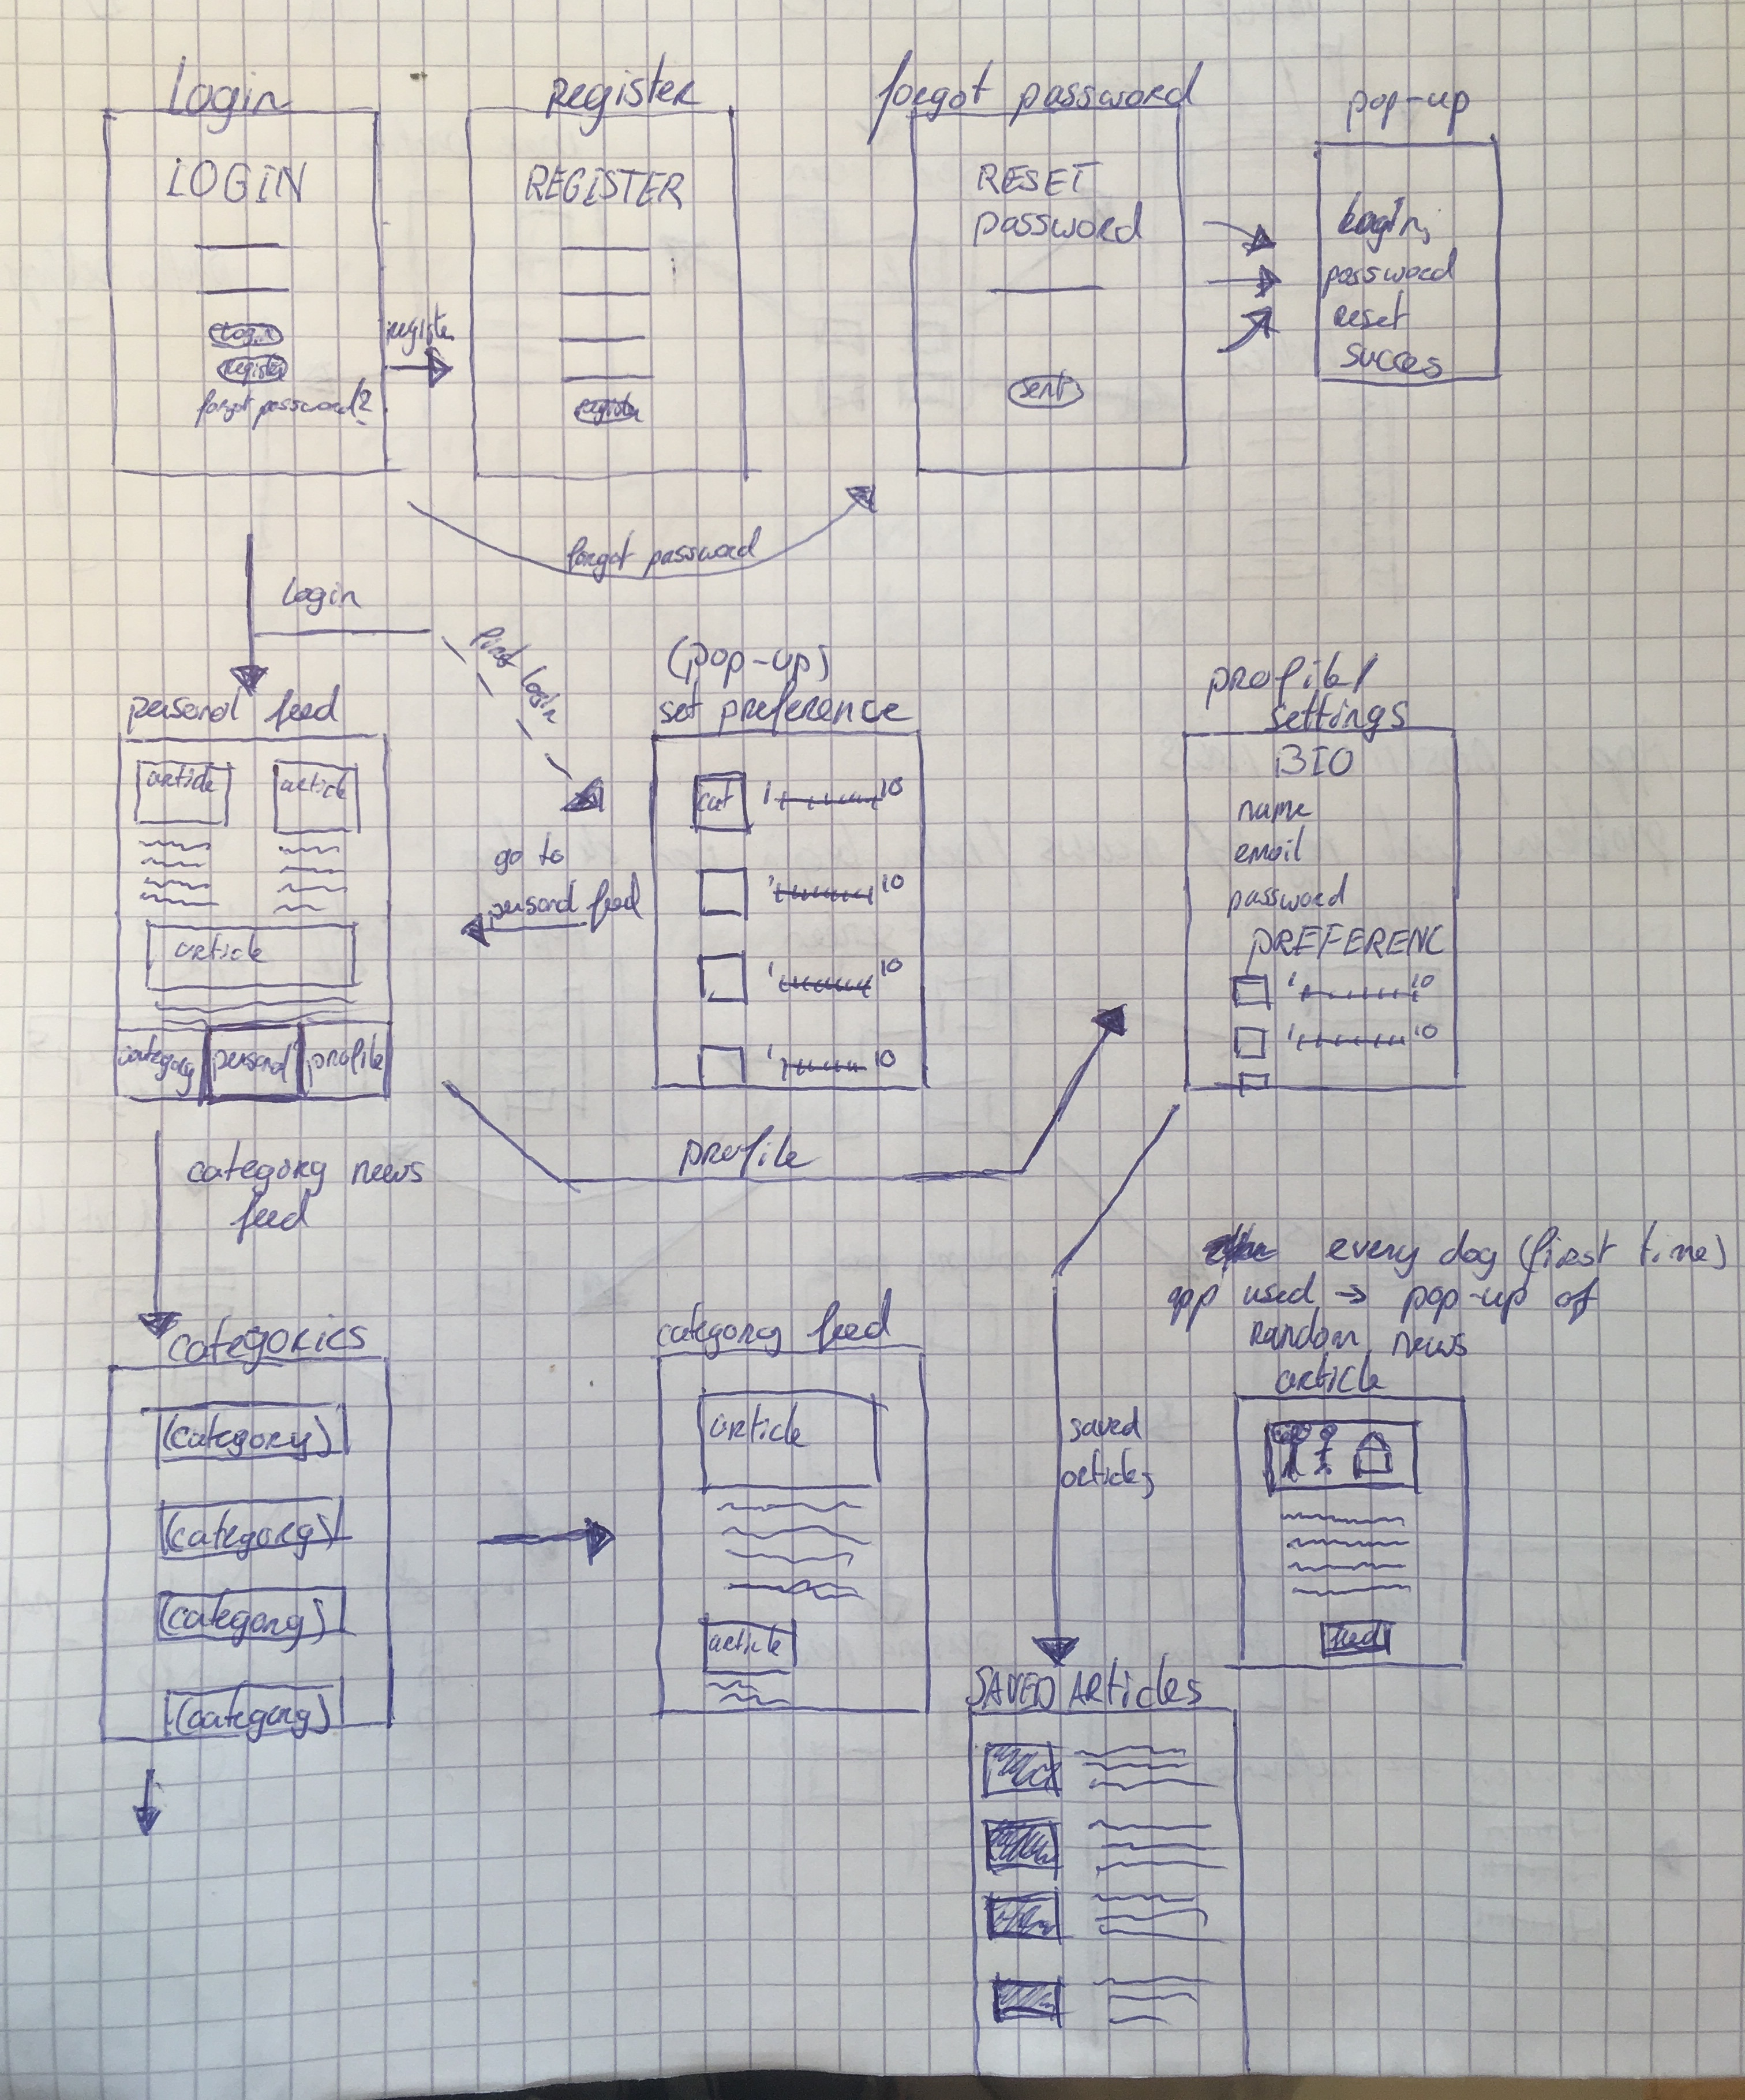 login
LOGIN
login
register
forgot password?
register
register
REGISTER
register
forgot password
RESET
password
sent
pop-up
login,
password
reset
succes
forgot password
login
first login
personal feed
article
article
article
category
personal
profile
go to
personal feed
(pop-up)
set preference
cat 1 10
1 10
1 10
1 10
profile/
settings
BIO
name
email
password
PREFERENC
1 10
1 10
profile
category news
feed
categories
(category)
(category)
(category)
(category)
category feed
article
article
saved
articles
SAVED ARticles
every day (first time)
app used → pop-up of
random news
article
feed